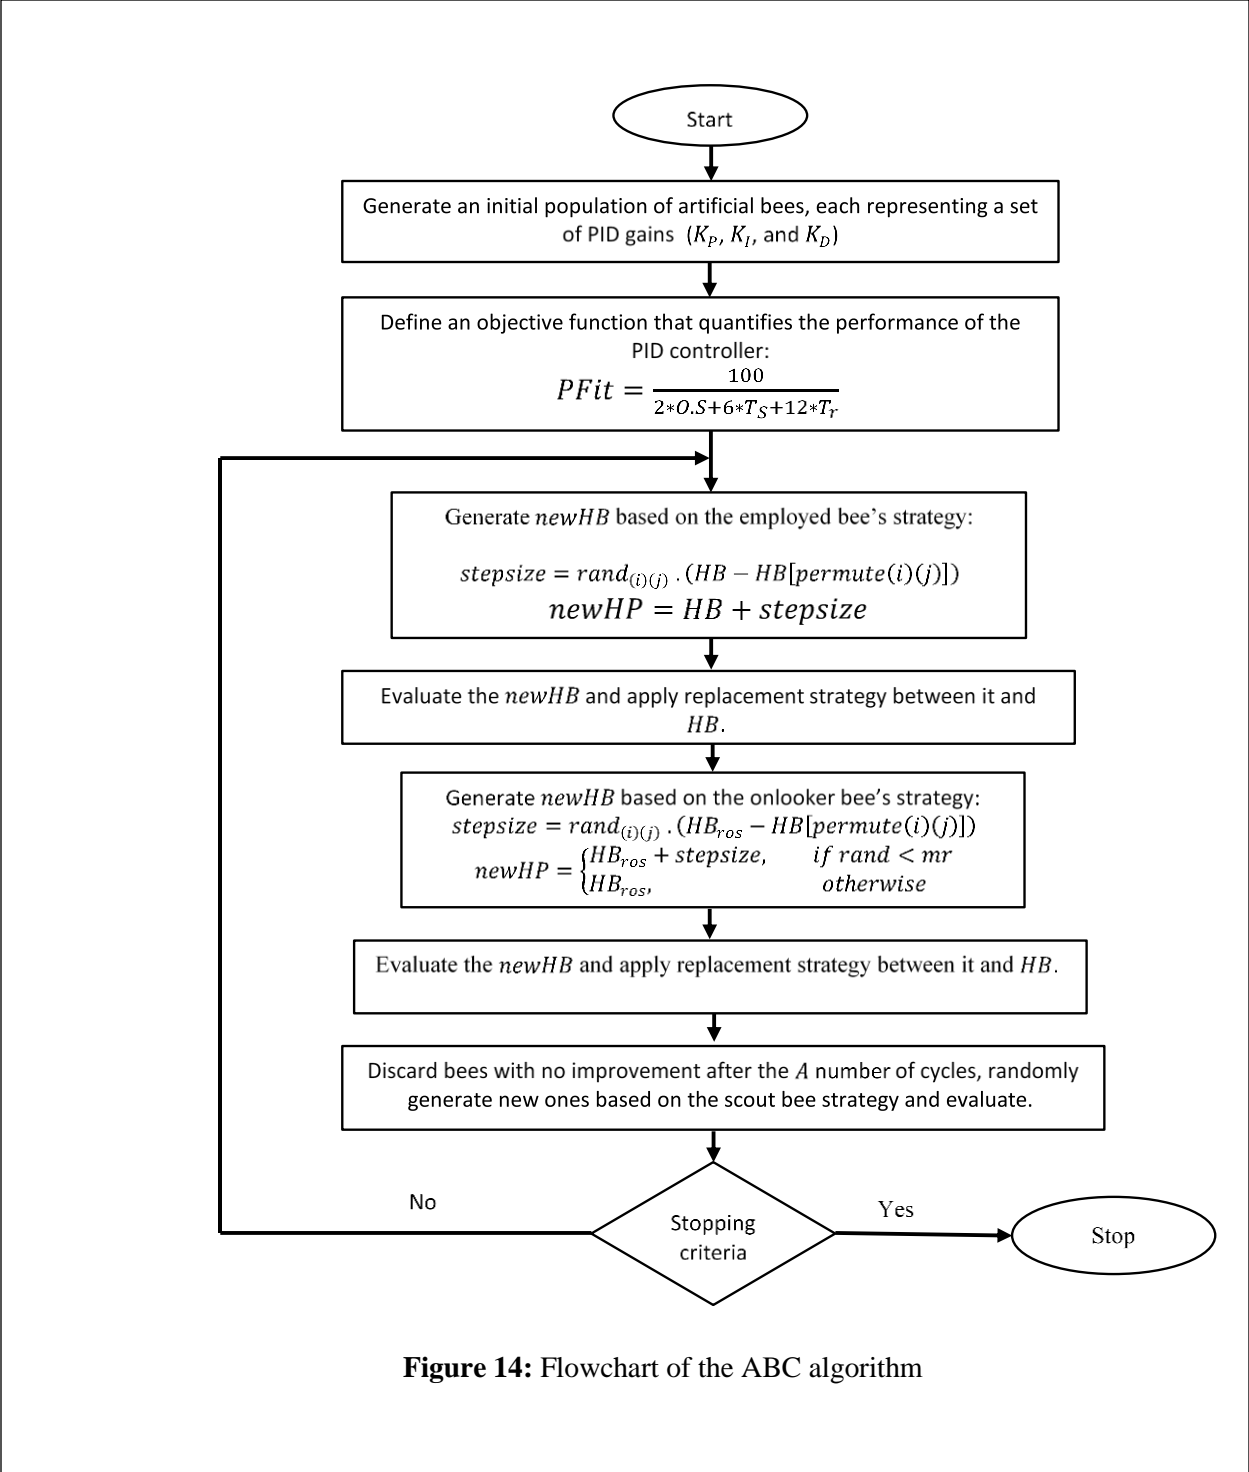 Start
Generate an initial population of artificial bees, each representing a set
of PID gains (K_P, K_I, and K_D)
Define an objective function that quantifies the performance of the
PID controller:
PFit = 100 / (2*O.S+6*T_S+12*T_r)
Generate newHB based on the employed bee's strategy:
stepsize = rand_(i)(j) . (HB − HB[permute(i)(j)])
newHP = HB + stepsize
Evaluate the newHB and apply replacement strategy between it and
HB.
Generate newHB based on the onlooker bee's strategy:
stepsize = rand_(i)(j) . (HB_ros − HB[permute(i)(j)])
newHP = { HB_ros + stepsize, if rand < mr
HB_ros, otherwise
Evaluate the newHB and apply replacement strategy between it and HB.
Discard bees with no improvement after the A number of cycles, randomly
generate new ones based on the scout bee strategy and evaluate.
No
Stopping
criteria
Yes
Stop
Figure 14: Flowchart of the ABC algorithm